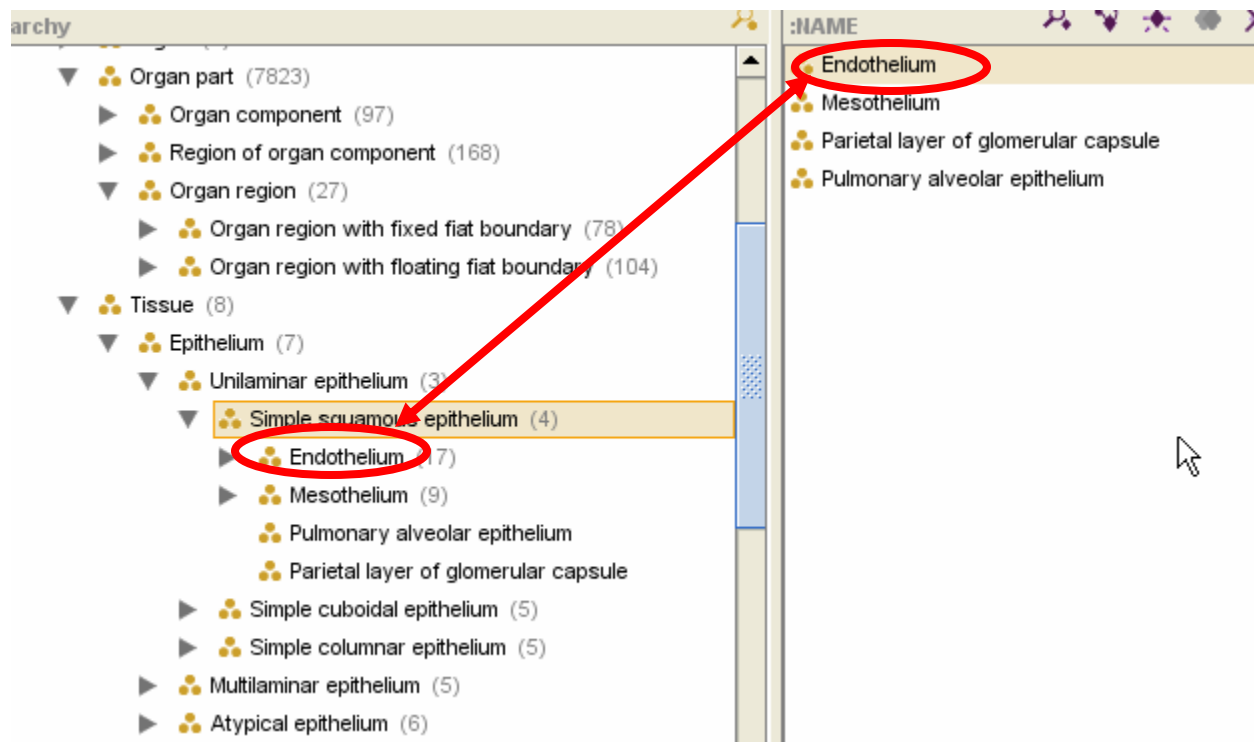 archy
Organ part (7823)
Organ component (97)
Region of organ component (168)
Organ region (27)
Organ region with fixed fiat boundary (78)
Organ region with floating fiat boundary (104)
Tissue (8)
Epithelium (7)
Unilaminar epithelium (3)
Simple squamous epithelium (4)
Endothelium (17)
Mesothelium (9)
Pulmonary alveolar epithelium
Parietal layer of glomerular capsule
Simple cuboidal epithelium (5)
Simple columnar epithelium (5)
Multilaminar epithelium (5)
Atypical epithelium (6)
:NAME
Endothelium
Mesothelium
Parietal layer of glomerular capsule
Pulmonary alveolar epithelium